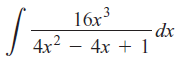 ∫ 16x³ / (4x² − 4x + 1) dx